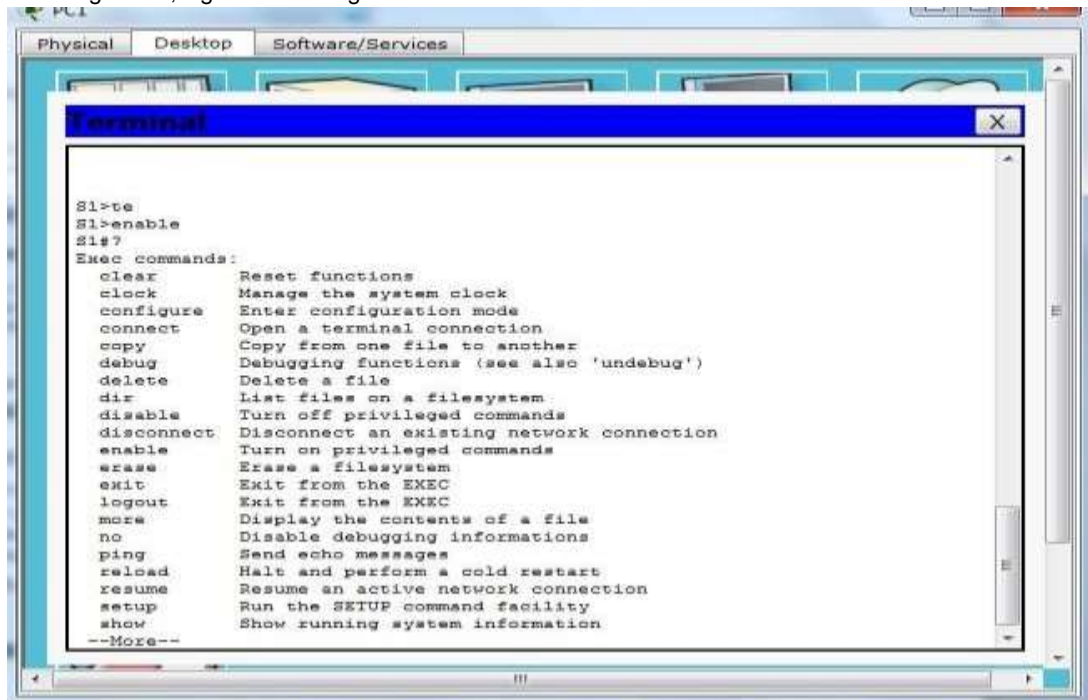 PC1
Physical Desktop Software/Services
Terminal
X
S1>te
S1>enable
S1#?
Exec commands:
clear Reset functions
clock Manage the system clock
configure Enter configuration mode
connect Open a terminal connection
copy Copy from one file to another
debug Debugging functions (see also 'undebug')
delete Delete a file
dir List files on a filesystem
disable Turn off privileged commands
disconnect Disconnect an existing network connection
enable Turn on privileged commands
erase Erase a filesystem
exit Exit from the EXEC
logout Exit from the EXEC
more Display the contents of a file
no Disable debugging informations
ping Send echo messages
reload Halt and perform a cold restart
resume Resume an active network connection
setup Run the SETUP command facility
show Show running system information
--More--